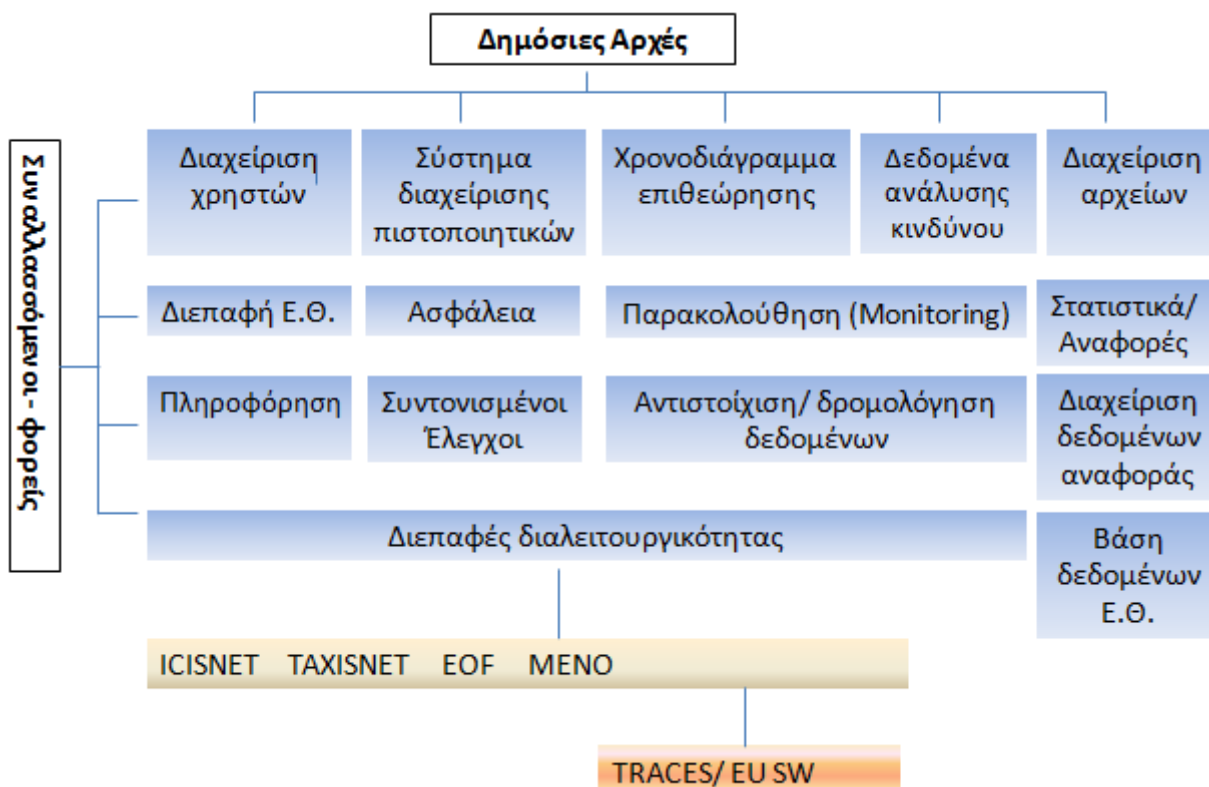 Δημόσιες Αρχές
Συναλλασσόμενοι - φορείς
Διαχείριση
χρηστών
Σύστημα
διαχείρισης
πιστοποιητικών
Χρονοδιάγραμμα
επιθεώρησης
Δεδομένα
ανάλυσης
κινδύνου
Διαχείριση
αρχείων
Διεπαφή Ε.Θ.
Ασφάλεια
Παρακολούθηση (Monitoring)
Στατιστικά/
Αναφορές
Πληροφόρηση
Συντονισμένοι
Έλεγχοι
Αντιστοίχιση/ δρομολόγηση
δεδομένων
Διαχείριση
δεδομένων
αναφοράς
Διεπαφές διαλειτουργικότητας
Βάση
δεδομένων
Ε.Θ.
ICISNET TAXISNET EOF MENO
TRACES/ EU SW